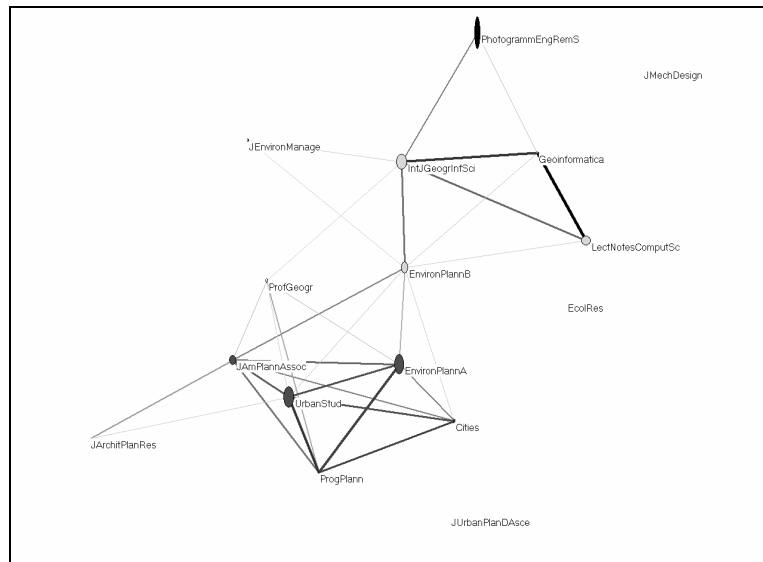 PhotogrammEngRemS
JMechDesign
JEnvironManage
Geoinformatica
IntJGeogrInfSci
LectNotesComputSc
EnvironPlannB
ProfGeogr
EcolRes
JAmPlannAssoc
EnvironPlannA
UrbanStud
Cities
JArchitPlanRes
ProgPlann
JUrbanPlanDAsce